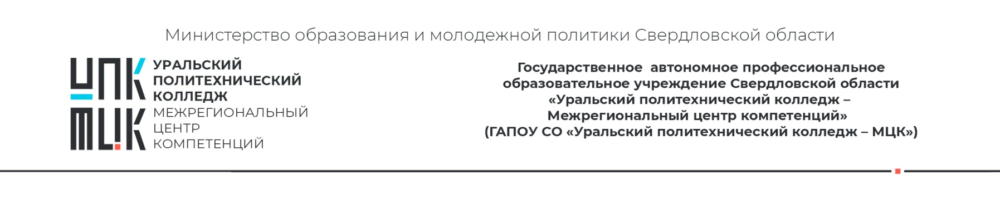 Министерство образования и молодежной политики Свердловской области
УПК
МЦК
УРАЛЬСКИЙ
ПОЛИТЕХНИЧЕСКИЙ
КОЛЛЕДЖ
МЕЖРЕГИОНАЛЬНЫЙ
ЦЕНТР
КОМПЕТЕНЦИЙ
Государственное автономное профессиональное
образовательное учреждение Свердловской области
«Уральский политехнический колледж –
Межрегиональный центр компетенций»
(ГАПОУ СО «Уральский политехнический колледж – МЦК»)